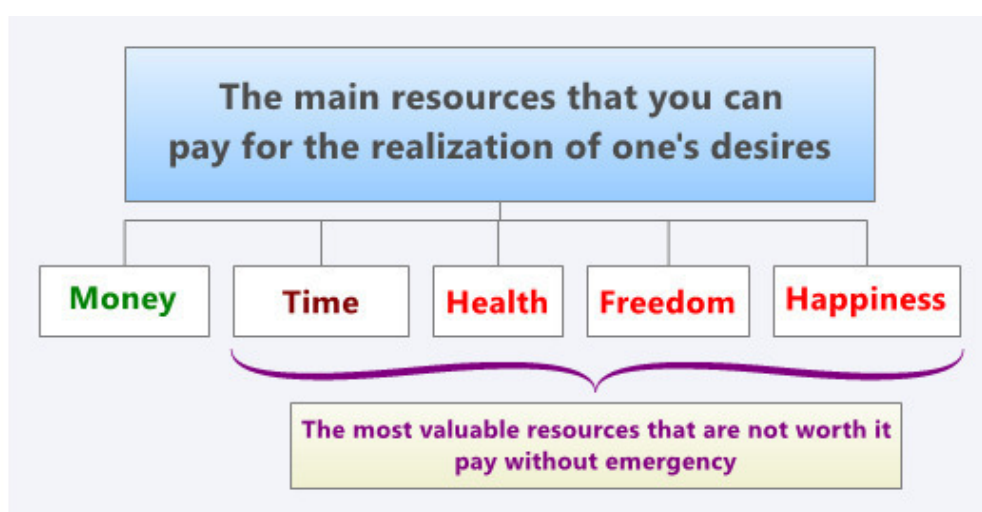 The main resources that you can
pay for the realization of one's desires
Money
Time
Health
Freedom
Happiness
The most valuable resources that are not worth it
pay without emergency